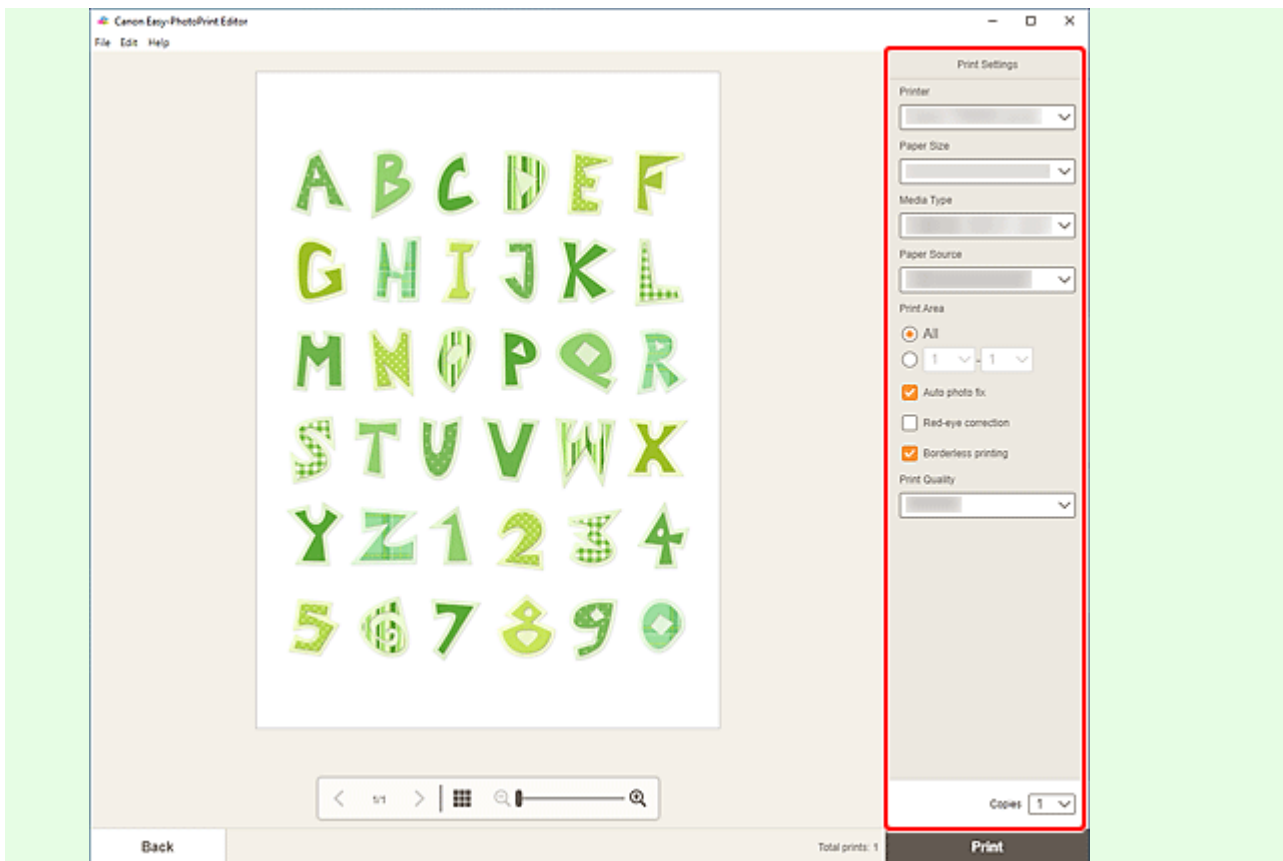 Canon Easy-PhotoPrint Editor
File Edit Help
Print Settings
Printer
Paper Size
Media Type
Paper Source
Print Area
All
1 - 1
Auto photo fix
Red-eye correction
Borderless printing
Print Quality
A B C D E F
G H I J K L
M N O P Q R
S T U V W X
Y Z 1 2 3 4
5 6 7 8 9 0
1/1
Copies 1
Back
Total prints: 1
Print